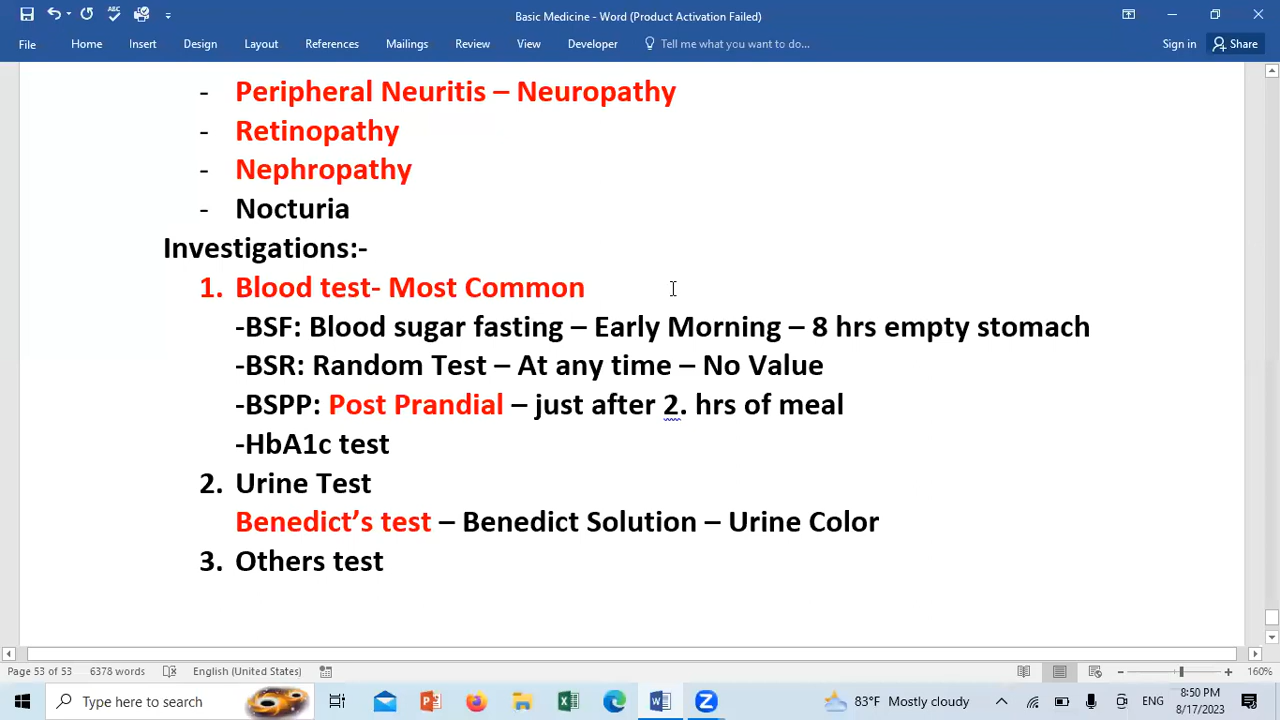 Basic Medicine - Word (Product Activation Failed)
File Home Insert Design Layout References Mailings Review View Developer Tell me what you want to do... Sign in Share
- Peripheral Neuritis – Neuropathy
- Retinopathy
- Nephropathy
- Nocturia
Investigations:-
1. Blood test- Most Common
-BSF: Blood sugar fasting – Early Morning – 8 hrs empty stomach
-BSR: Random Test – At any time – No Value
-BSPP: Post Prandial – just after 2. hrs of meal
-HbA1c test
2. Urine Test
Benedict’s test – Benedict Solution – Urine Color
3. Others test
Page 53 of 53 6378 words English (United States) 160%
Type here to search 83°F Mostly cloudy ENG 8:50 PM
8/17/2023